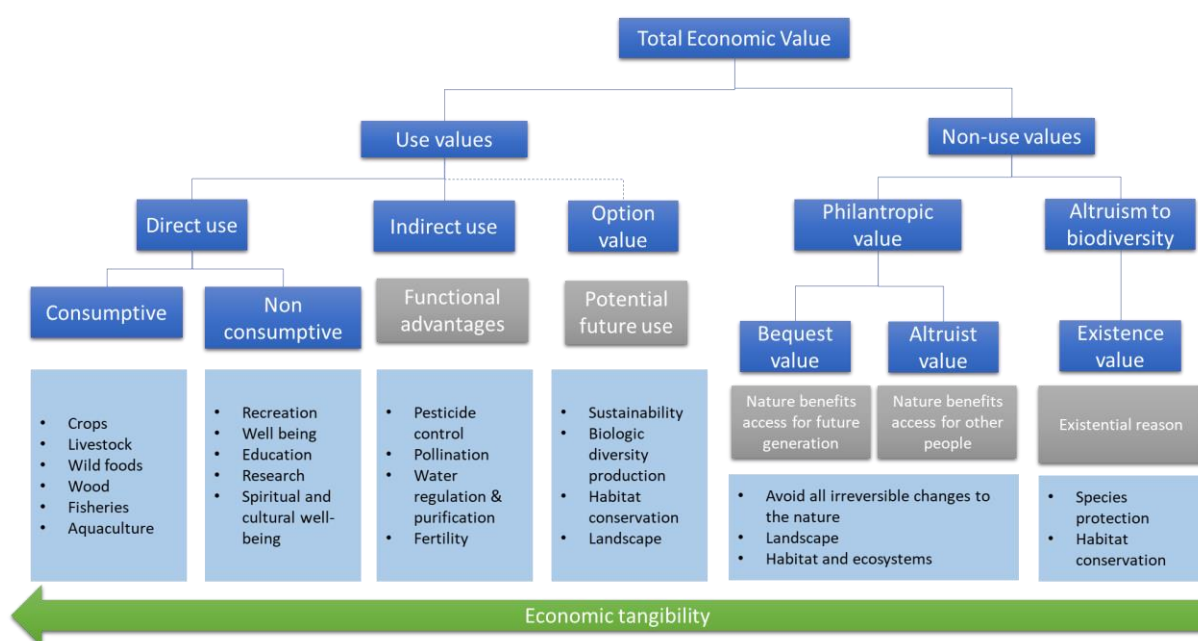 Total Economic Value
Use values
Non-use values
Direct use
Indirect use
Option
value
Philantropic
value
Altruism to
biodiversity
Consumptive
Non
consumptive
Functional
advantages
Potential
future use
Bequest
value
Altruist
value
Existence
value
Nature benefits
access for future
generation
Nature benefits
access for other
people
Existential reason
• Crops
• Livestock
• Wild foods
• Wood
• Fisheries
• Aquaculture
• Recreation
• Well being
• Education
• Research
• Spiritual and
cultural well-
being
• Pesticide
control
• Pollination
• Water
regulation &
purification
• Fertility
• Sustainability
• Biologic
diversity
production
• Habitat
conservation
• Landscape
• Avoid all irreversible changes to
the nature
• Landscape
• Habitat and ecosystems
• Species
protection
• Habitat
conservation
Economic tangibility